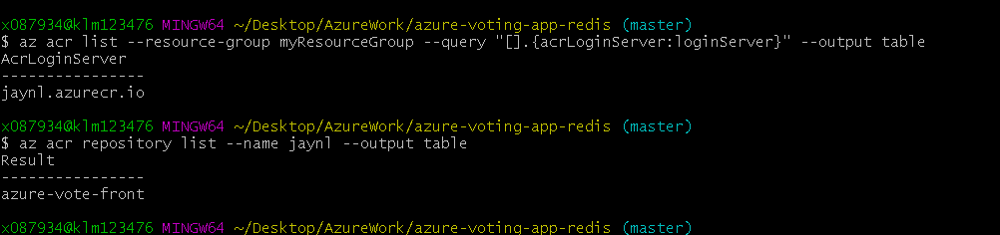 x087934@klm123476 MINGW64 ~/Desktop/AzureWork/azure-voting-app-redis (master)
$ az acr list --resource-group myResourceGroup --query "[].{acrLoginServer:loginServer}" --output table
AcrLoginServer
----------------
jaynl.azurecr.io
x087934@klm123476 MINGW64 ~/Desktop/AzureWork/azure-voting-app-redis (master)
$ az acr repository list --name jaynl --output table
Result
----------------
azure-vote-front
x087934@klm123476 MINGW64 ~/Desktop/AzureWork/azure-voting-app-redis (master)